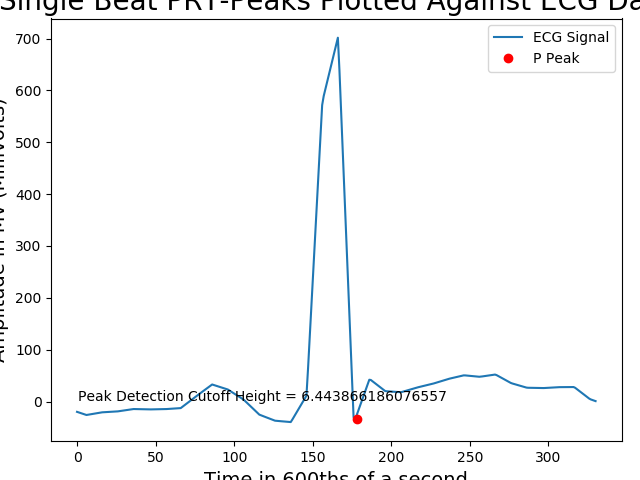 Single Beat PRT-Peaks Plotted Against ECG Da
ECG Signal
P Peak
700
600
500
400
300
200
100
0
Amplitude in MV (Millivolts)
Peak Detection Cutoff Height = 6.443866186076557
0 50 100 150 200 250 300
Time in 600ths of a second